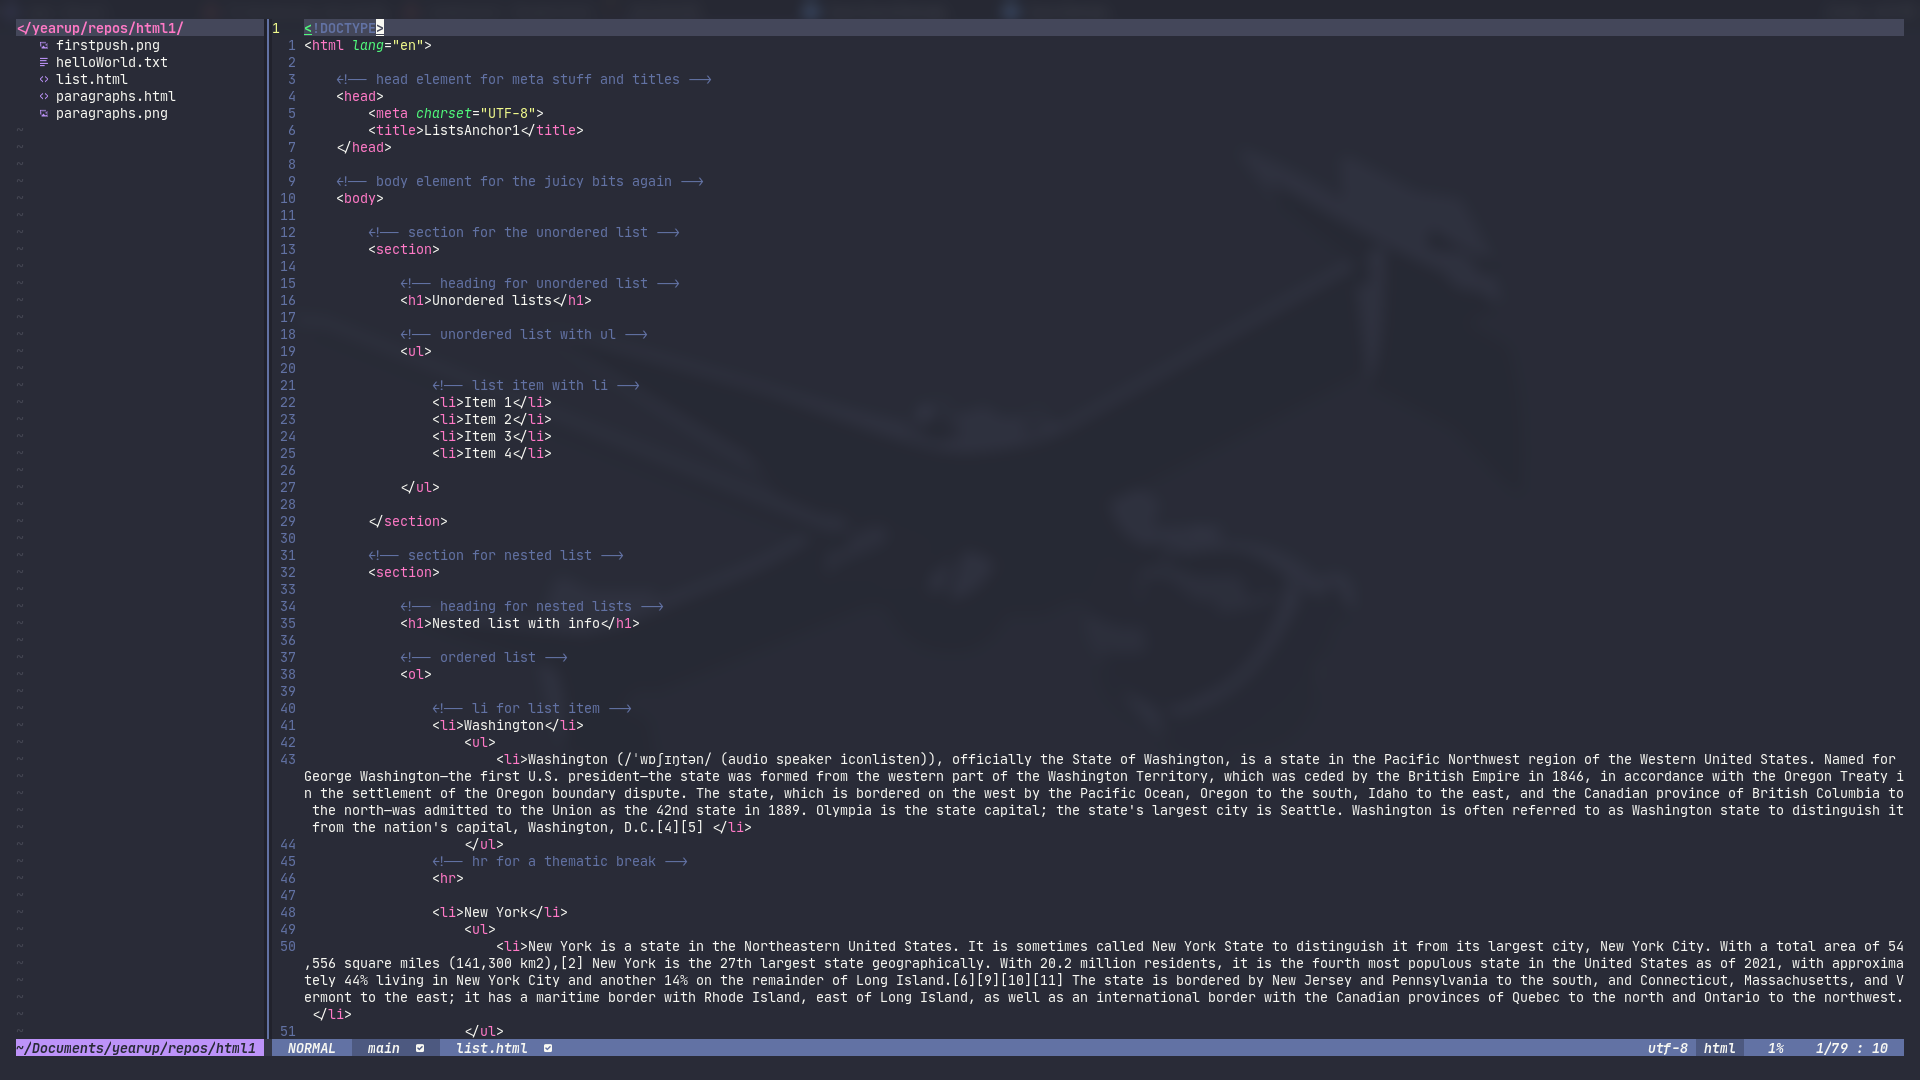 </yearup/repos/html1/
firstpush.png
helloWorld.txt
list.html
paragraphs.html
paragraphs.png
~/Documents/yearup/repos/html1
1 <!DOCTYPE>
1 <html lang="en">
2
3 <!-- head element for meta stuff and titles -->
4 <head>
5 <meta charset="UTF-8">
6 <title>ListsAnchor1</title>
7 </head>
8
9 <!-- body element for the juicy bits again -->
10 <body>
11
12 <!-- section for the unordered list -->
13 <section>
14
15 <!-- heading for unordered list -->
16 <h1>Unordered lists</h1>
17
18 <!-- unordered list with ul -->
19 <ul>
20
21 <!-- list item with li -->
22 <li>Item 1</li>
23 <li>Item 2</li>
24 <li>Item 3</li>
25 <li>Item 4</li>
26
27 </ul>
28
29 </section>
30
31 <!-- section for nested list -->
32 <section>
33
34 <!-- heading for nested lists -->
35 <h1>Nested list with info</h1>
36
37 <!-- ordered list -->
38 <ol>
39
40 <!-- li for list item -->
41 <li>Washington</li>
42 <ul>
43 <li>Washington (/ˈwɒʃɪŋtən/ (audio speaker iconlisten)), officially the State of Washington, is a state in the Pacific Northwest region of the Western United States. Named for
George Washington—the first U.S. president—the state was formed from the western part of the Washington Territory, which was ceded by the British Empire in 1846, in accordance with the Oregon Treaty i
n the settlement of the Oregon boundary dispute. The state, which is bordered on the west by the Pacific Ocean, Oregon to the south, Idaho to the east, and the Canadian province of British Columbia to
the north—was admitted to the Union as the 42nd state in 1889. Olympia is the state capital; the state's largest city is Seattle. Washington is often referred to as Washington state to distinguish it
from the nation's capital, Washington, D.C.[4][5] </li>
44 </ul>
45 <!-- hr for a thematic break -->
46 <hr>
47
48 <li>New York</li>
49 <ul>
50 <li>New York is a state in the Northeastern United States. It is sometimes called New York State to distinguish it from its largest city, New York City. With a total area of 54
,556 square miles (141,300 km2),[2] New York is the 27th largest state geographically. With 20.2 million residents, it is the fourth most populous state in the United States as of 2021, with approxima
tely 44% living in New York City and another 14% on the remainder of Long Island.[6][9][10][11] The state is bordered by New Jersey and Pennsylvania to the south, and Connecticut, Massachusetts, and V
ermont to the east; it has a maritime border with Rhode Island, east of Long Island, as well as an international border with the Canadian provinces of Quebec to the north and Ontario to the northwest.
</li>
51 </ul>
NORMAL main list.html utf-8 html 1% 1/79 : 10